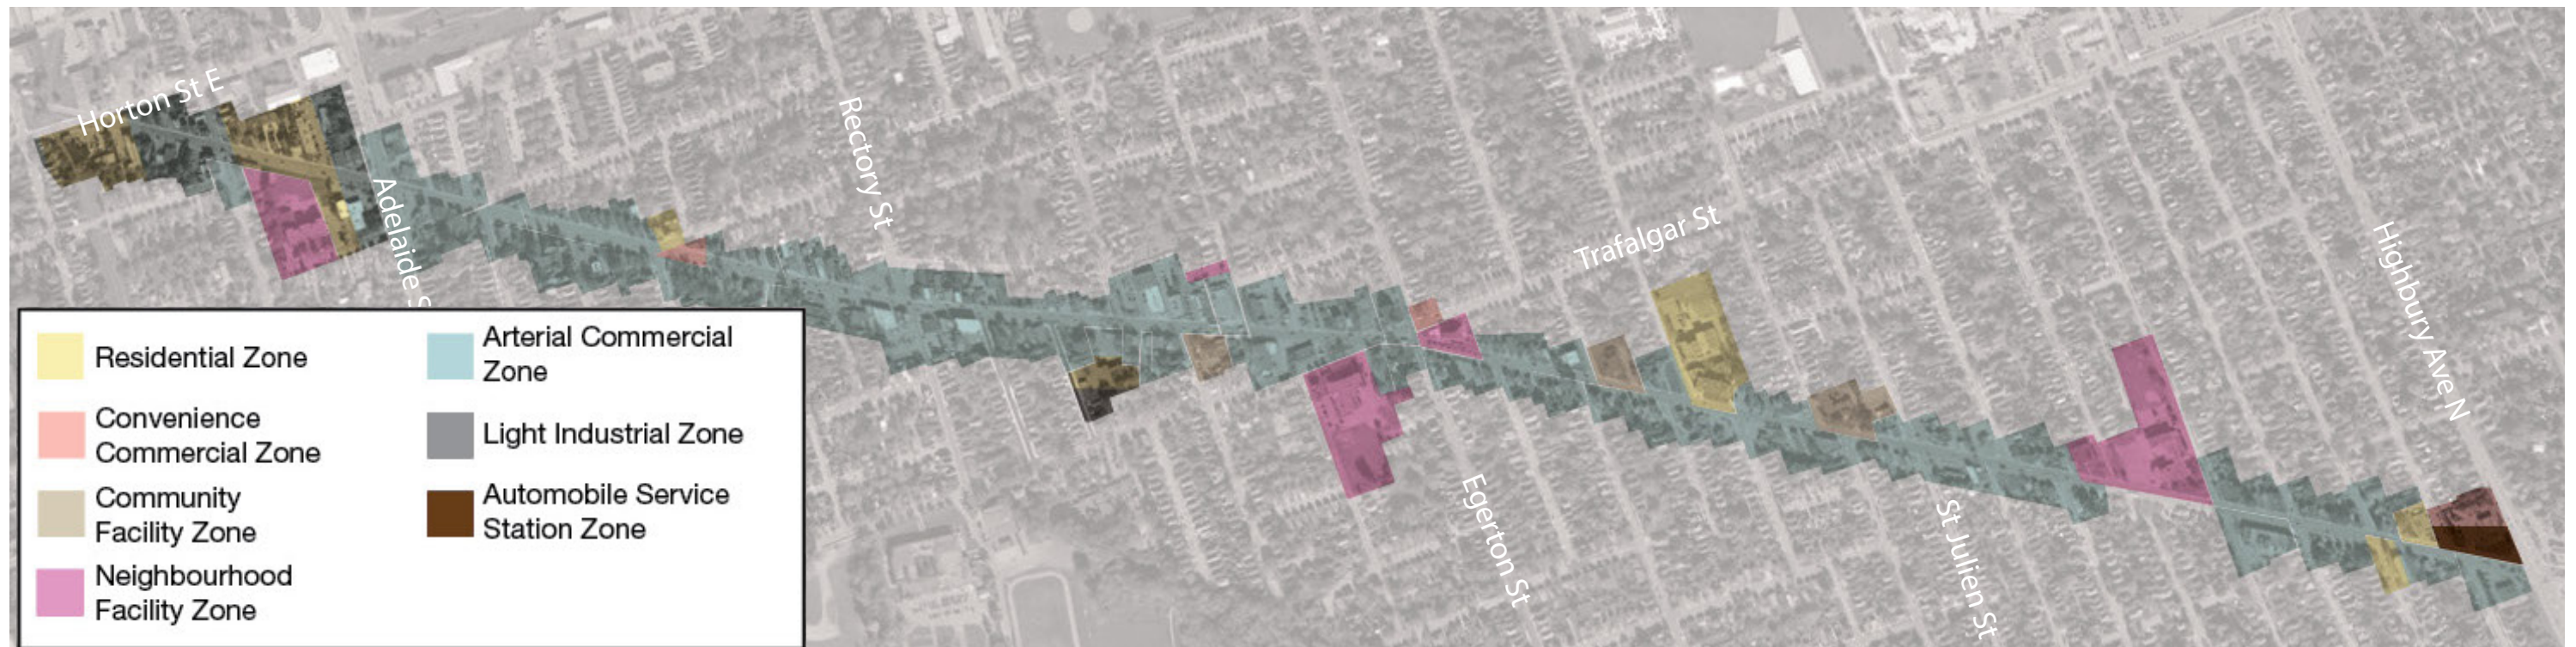 Horton St E
Adelaide S
Rectory St
Trafalgar St
Egerton St
St Julien St
Highbury Ave N
Residential Zone
Convenience
Commercial Zone
Community
Facility Zone
Neighbourhood
Facility Zone
Arterial Commercial
Zone
Light Industrial Zone
Automobile Service
Station Zone